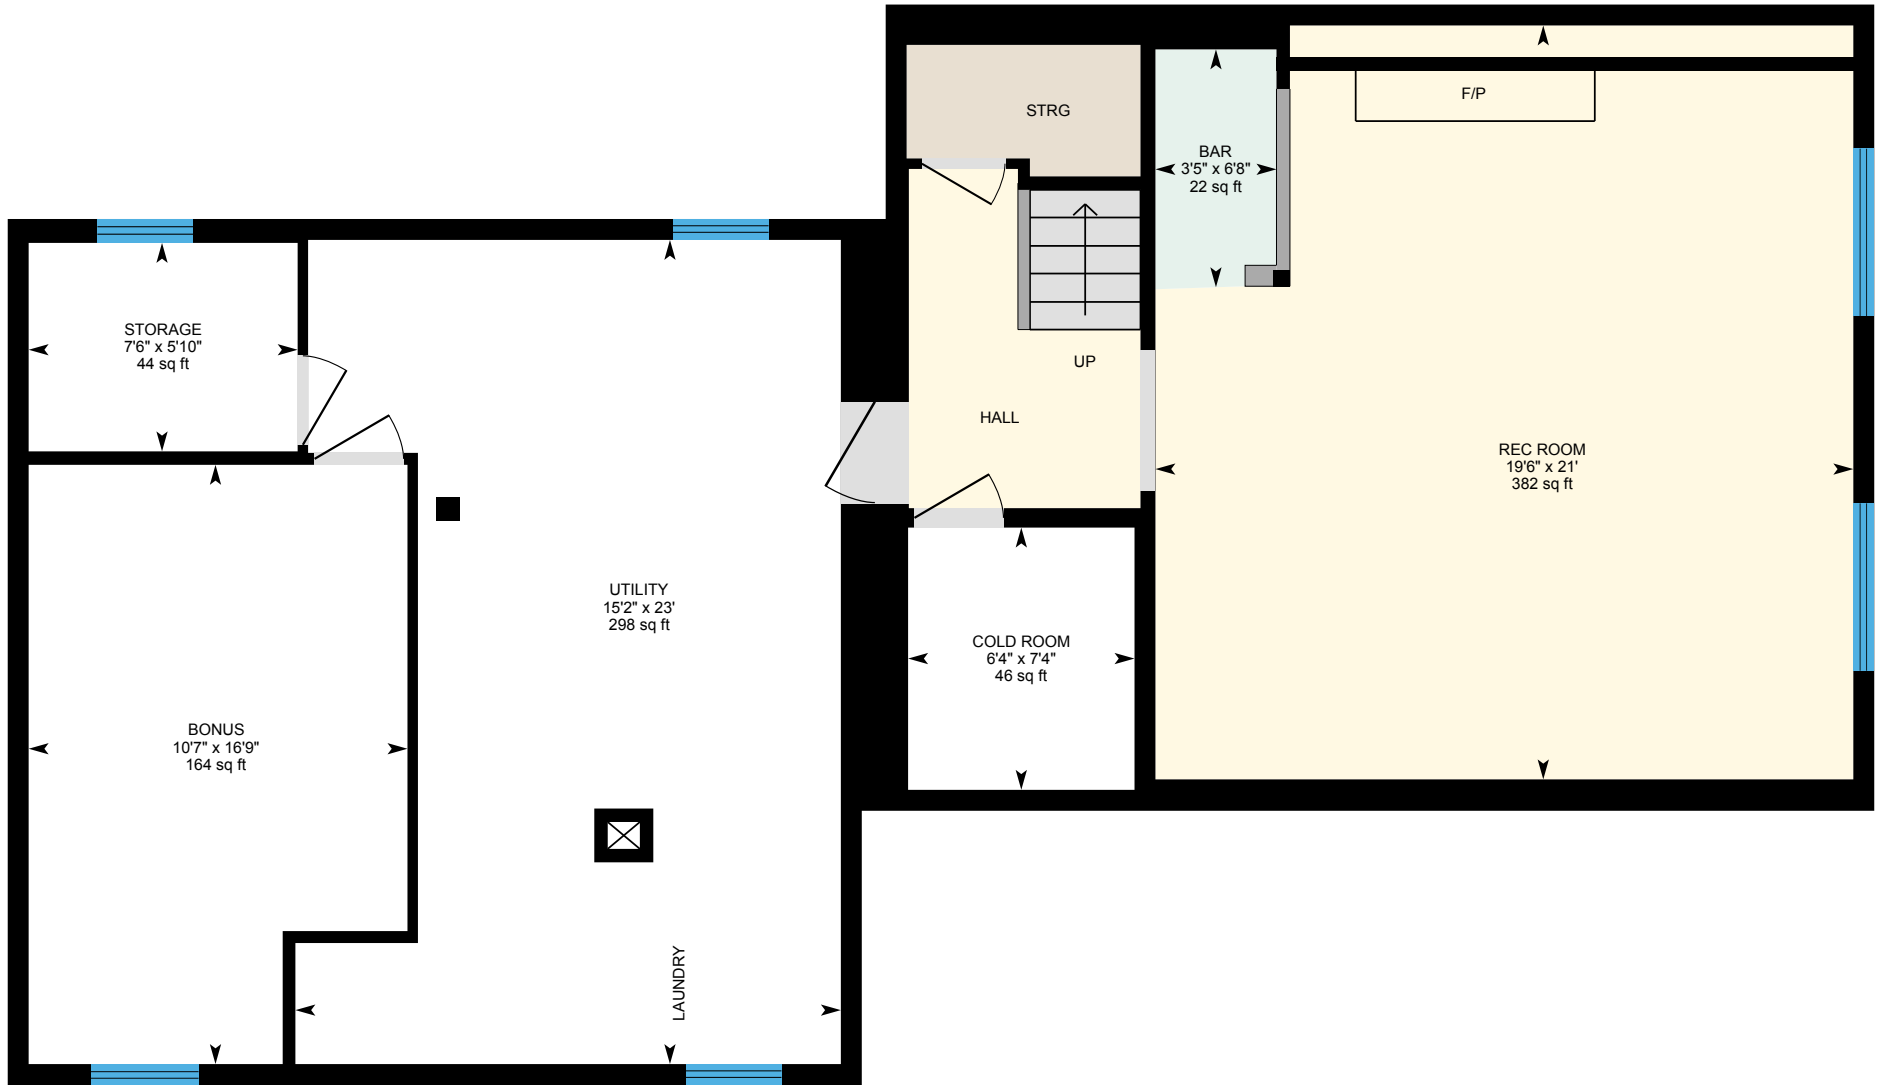 F/P
STRG
BAR
3'5" x 6'8"
22 sq ft
STORAGE
7'6" x 5'10"
44 sq ft
UP
HALL
REC ROOM
19'6" x 21'
382 sq ft
UTILITY
15'2" x 23'
298 sq ft
COLD ROOM
6'4" x 7'4"
46 sq ft
BONUS
10'7" x 16'9"
164 sq ft
LAUNDRY